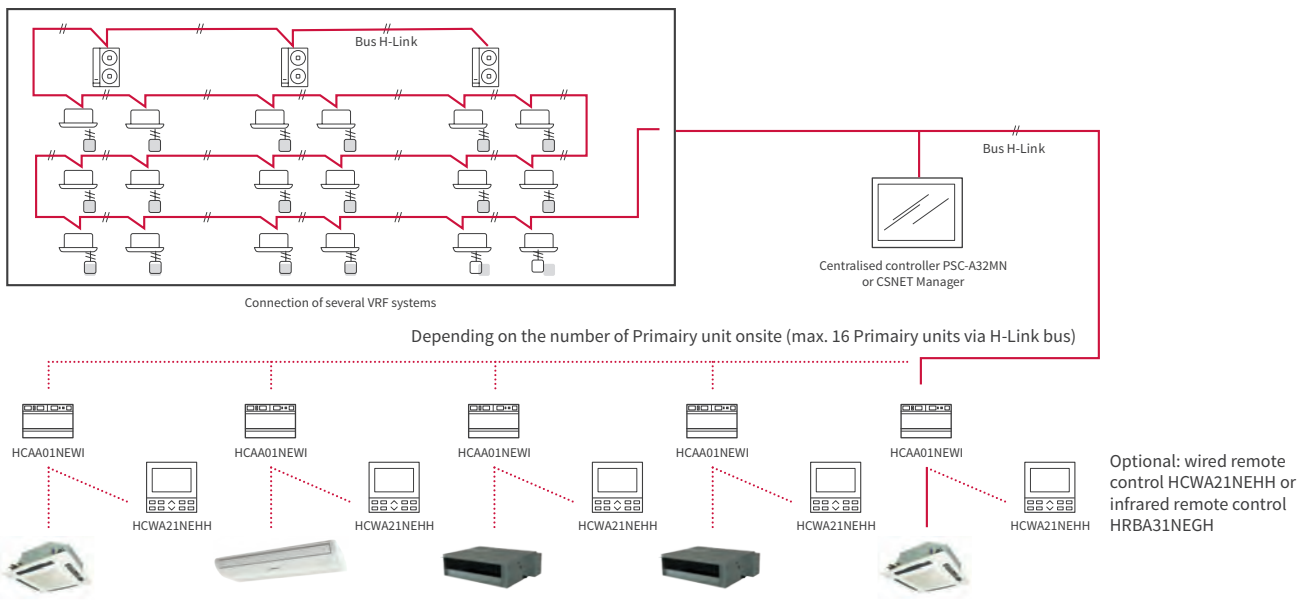 Bus H-Link
Bus H-Link
Centralised controller PSC-A32MN
or CSNET Manager
Connection of several VRF systems
Depending on the number of Primairy unit onsite (max. 16 Primairy units via H-Link bus)
HCAA01NEWI
HCAA01NEWI
HCAA01NEWI
HCAA01NEWI
HCAA01NEWI
HCWA21NEHH
HCWA21NEHH
HCWA21NEHH
HCWA21NEHH
HCWA21NEHH
Optional: wired remote
control HCWA21NEHH or
infrared remote control
HRBA31NEGH